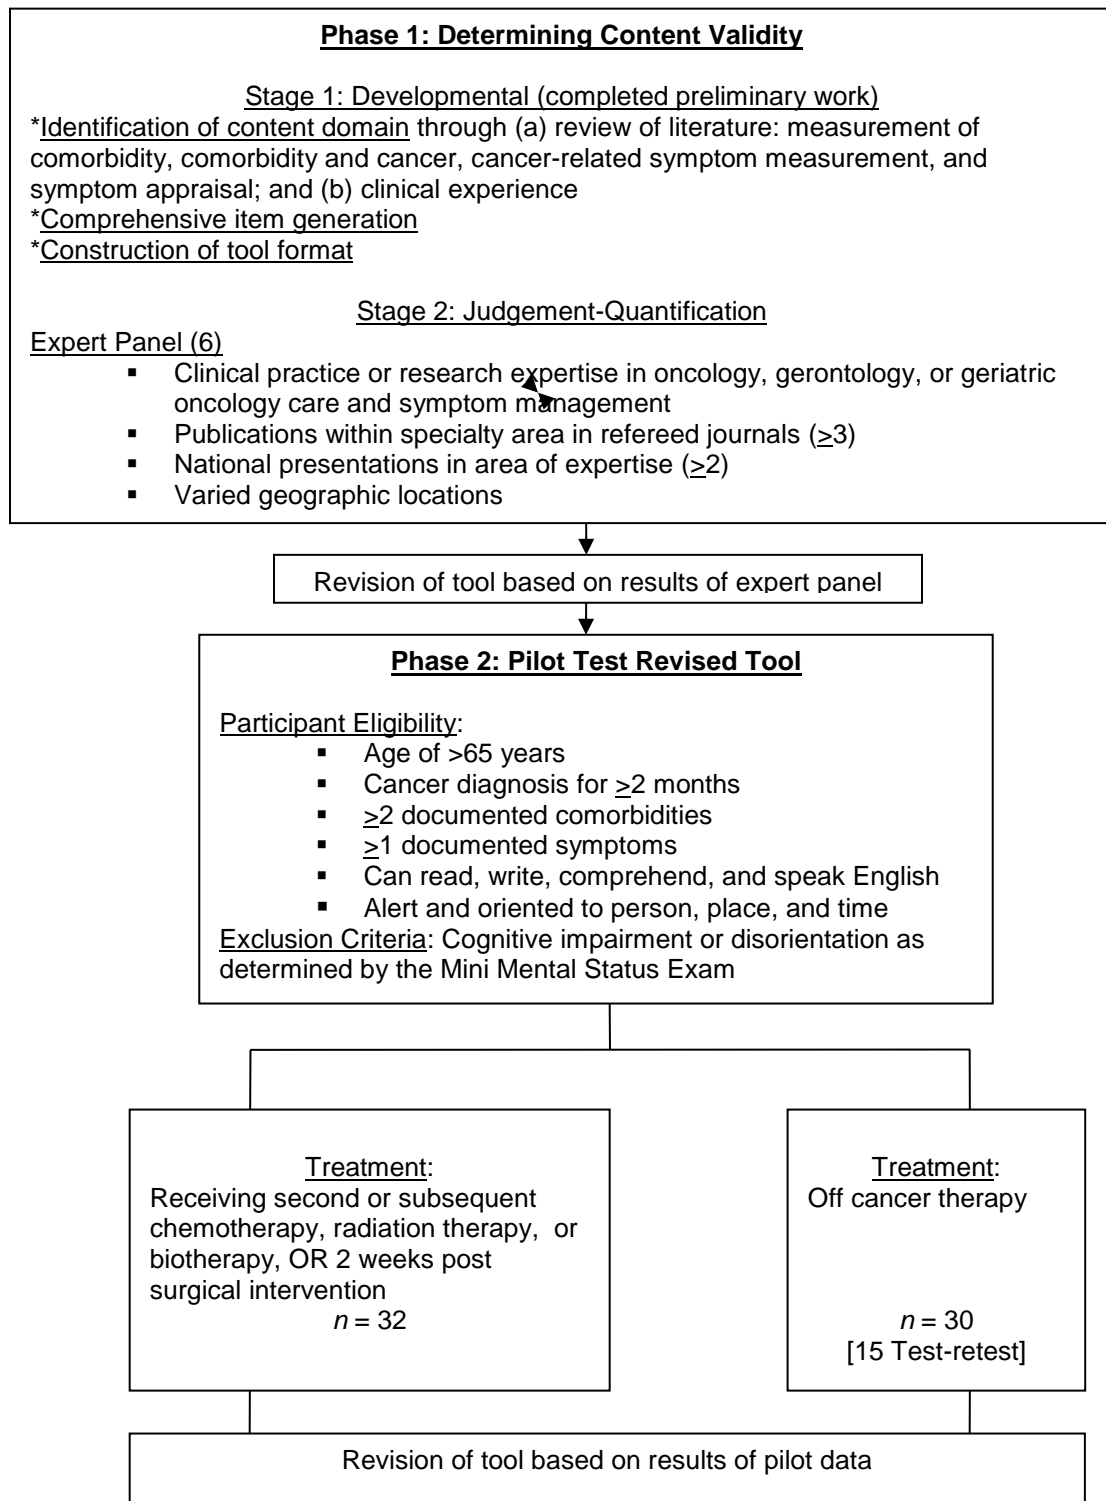 Phase 1: Determining Content Validity
Stage 1: Developmental (completed preliminary work)
*Identification of content domain through (a) review of literature: measurement of
comorbidity, comorbidity and cancer, cancer-related symptom measurement, and
symptom appraisal; and (b) clinical experience
*Comprehensive item generation
*Construction of tool format
Stage 2: Judgement-Quantification
Expert Panel (6)
▪ Clinical practice or research expertise in oncology, gerontology, or geriatric
oncology care and symptom management
▪ Publications within specialty area in refereed journals (≥3)
▪ National presentations in area of expertise (≥2)
▪ Varied geographic locations
Revision of tool based on results of expert panel
Phase 2: Pilot Test Revised Tool
Participant Eligibility:
▪ Age of >65 years
▪ Cancer diagnosis for ≥2 months
▪ ≥2 documented comorbidities
▪ ≥1 documented symptoms
▪ Can read, write, comprehend, and speak English
▪ Alert and oriented to person, place, and time
Exclusion Criteria: Cognitive impairment or disorientation as
determined by the Mini Mental Status Exam
Treatment:
Receiving second or subsequent
chemotherapy, radiation therapy, or
biotherapy, OR 2 weeks post
surgical intervention
n = 32
Treatment:
Off cancer therapy
n = 30
[15 Test-retest]
Revision of tool based on results of pilot data